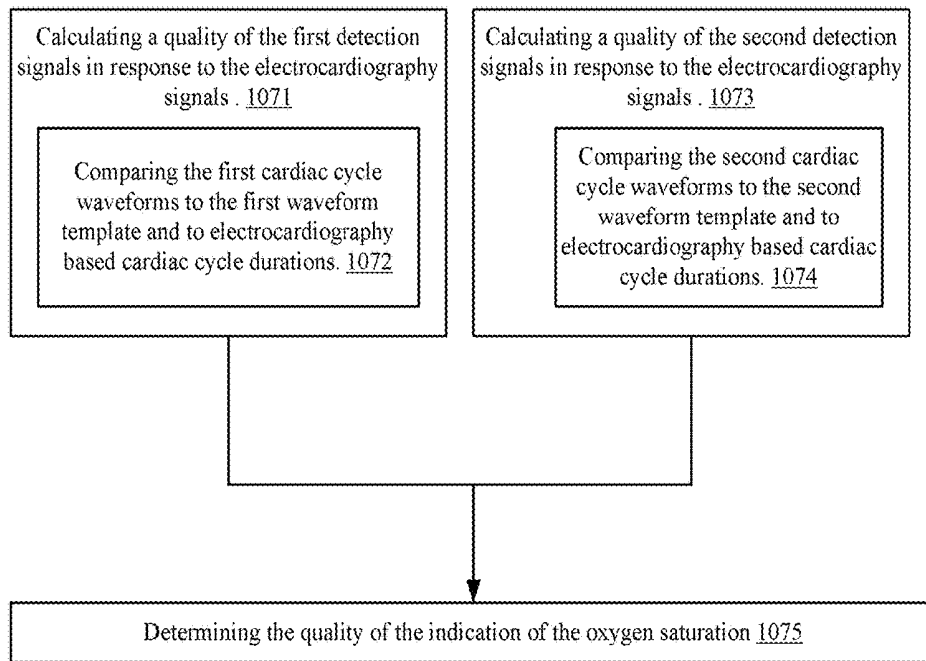 Calculating a quality of the first detection
signals in response to the electrocardiography
signals . 1071
Comparing the first cardiac cycle
waveforms to the first waveform
template and to electrocardiography
based cardiac cycle durations. 1072
Calculating a quality of the second detection
signals in response to the electrocardiography
signals . 1073
Comparing the second cardiac
cycle waveforms to the second
waveform template and to
electrocardiography based cardiac
cycle durations. 1074
Determining the quality of the indication of the oxygen saturation 1075